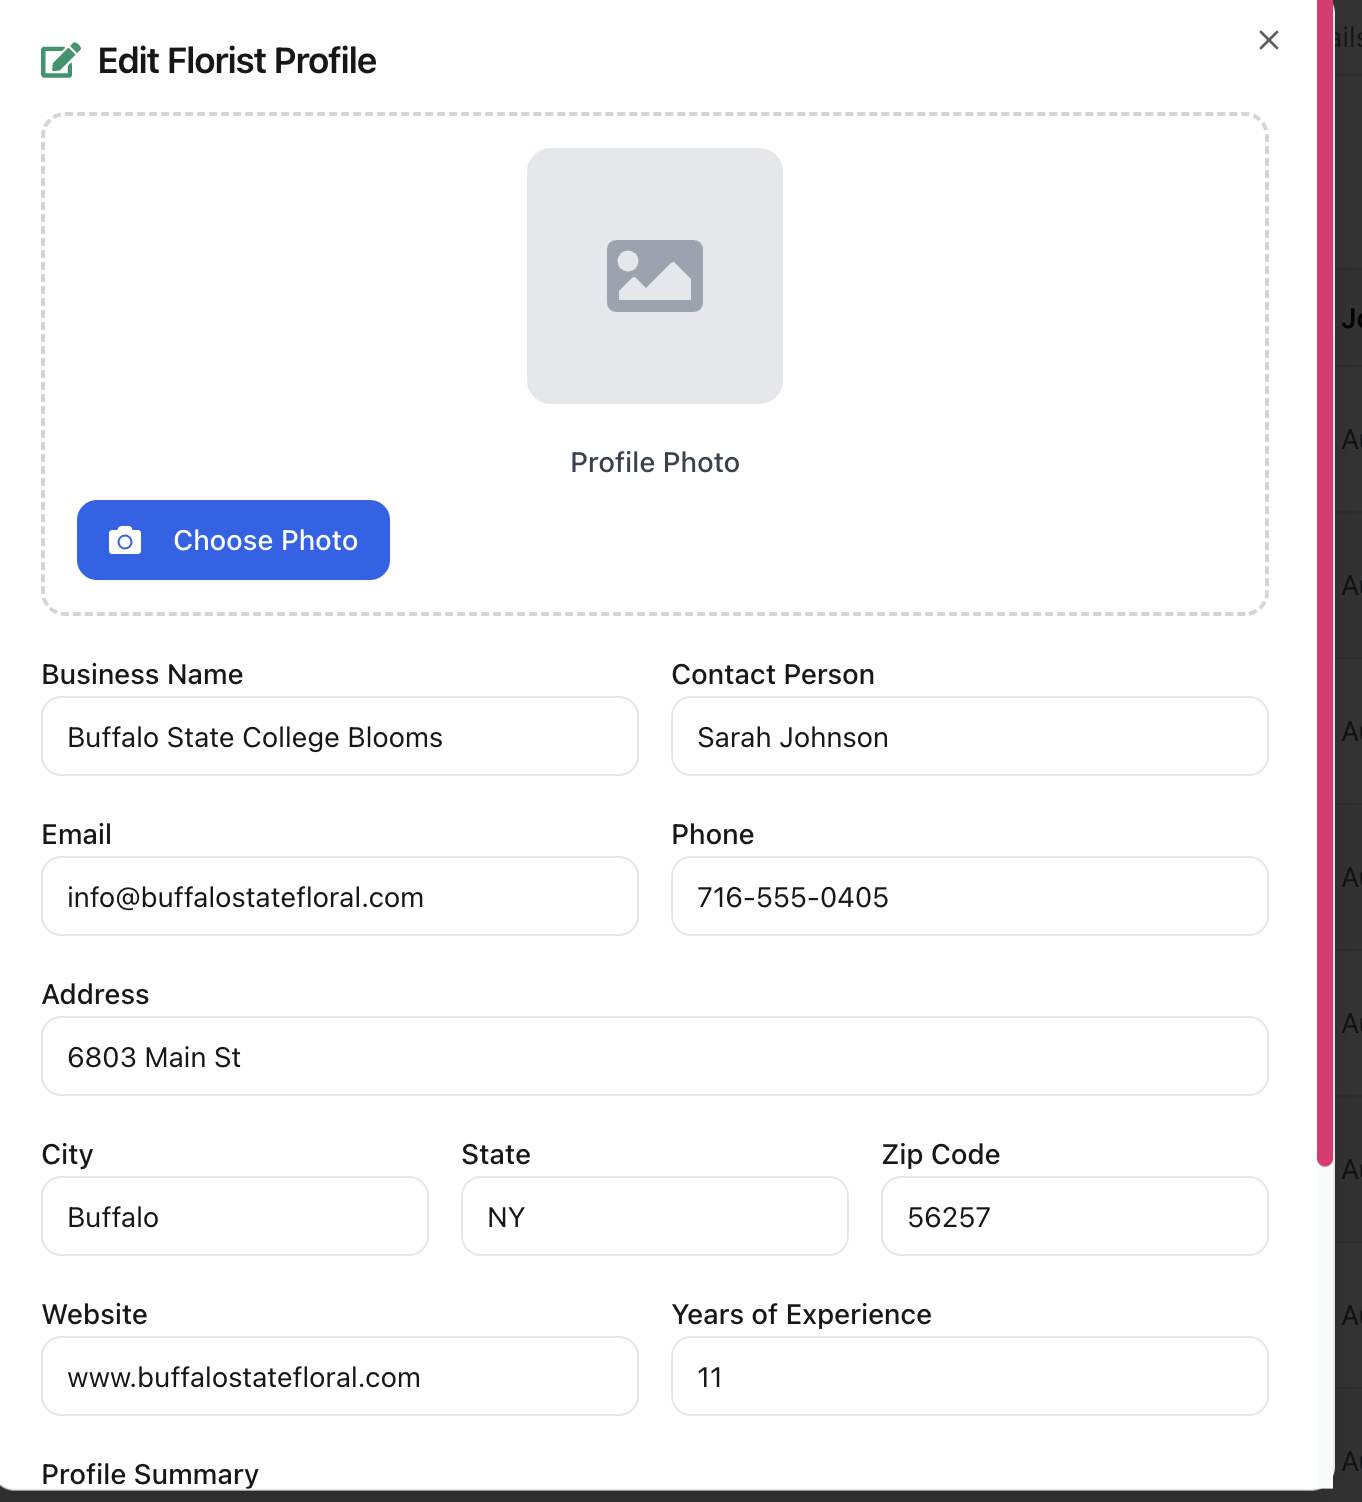 Edit Florist Profile
Profile Photo
Choose Photo
Business Name
Contact Person
Buffalo State College Blooms
Sarah Johnson
Email
Phone
info@buffalostatefloral.com
716-555-0405
Address
6803 Main St
City
State
Zip Code
Buffalo
NY
56257
Website
Years of Experience
www.buffalostatefloral.com
11
Profile Summary